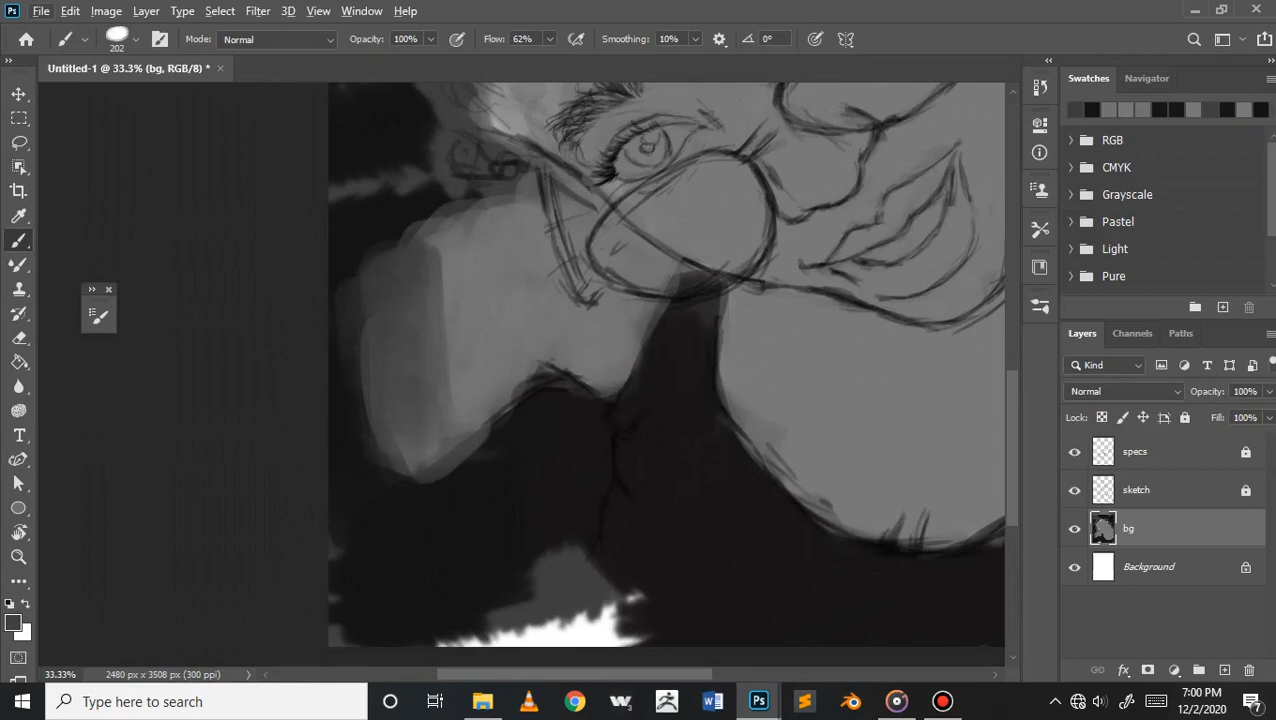 Ps File Edit Image Layer Type Select Filter 3D View Window Help
202 Mode: Normal Opacity: 100% Flow: 62% Smoothing: 10% 0°
Untitled-1 @ 33.3% (bg, RGB/8) * ×
Swatches Navigator
RGB
CMYK
Grayscale
Pastel
Light
Pure
Layers Channels Paths
Kind
Normal Opacity: 100%
Lock: Fill: 100%
specs
sketch
bg
Background
33.33% 2480 px x 3508 px (300 ppi)
Type here to search
Ps
7:00 PM
12/2/2020
7